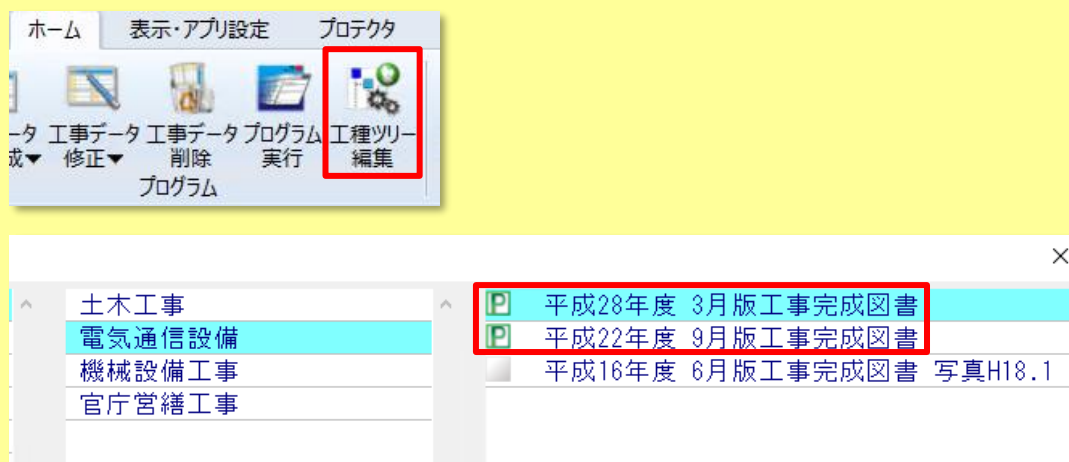 ホーム 表示・アプリ設定 プロテクタ
ータ 工事データ 工事データ プログラム 工種ツリー
成▼ 修正▼ 削除 実行 編集
プログラム
土木工事 P 平成28年度 3月版工事完成図書
電気通信設備 P 平成22年度 9月版工事完成図書
機械設備工事 平成16年度 6月版工事完成図書 写真H18.1
官庁営繕工事